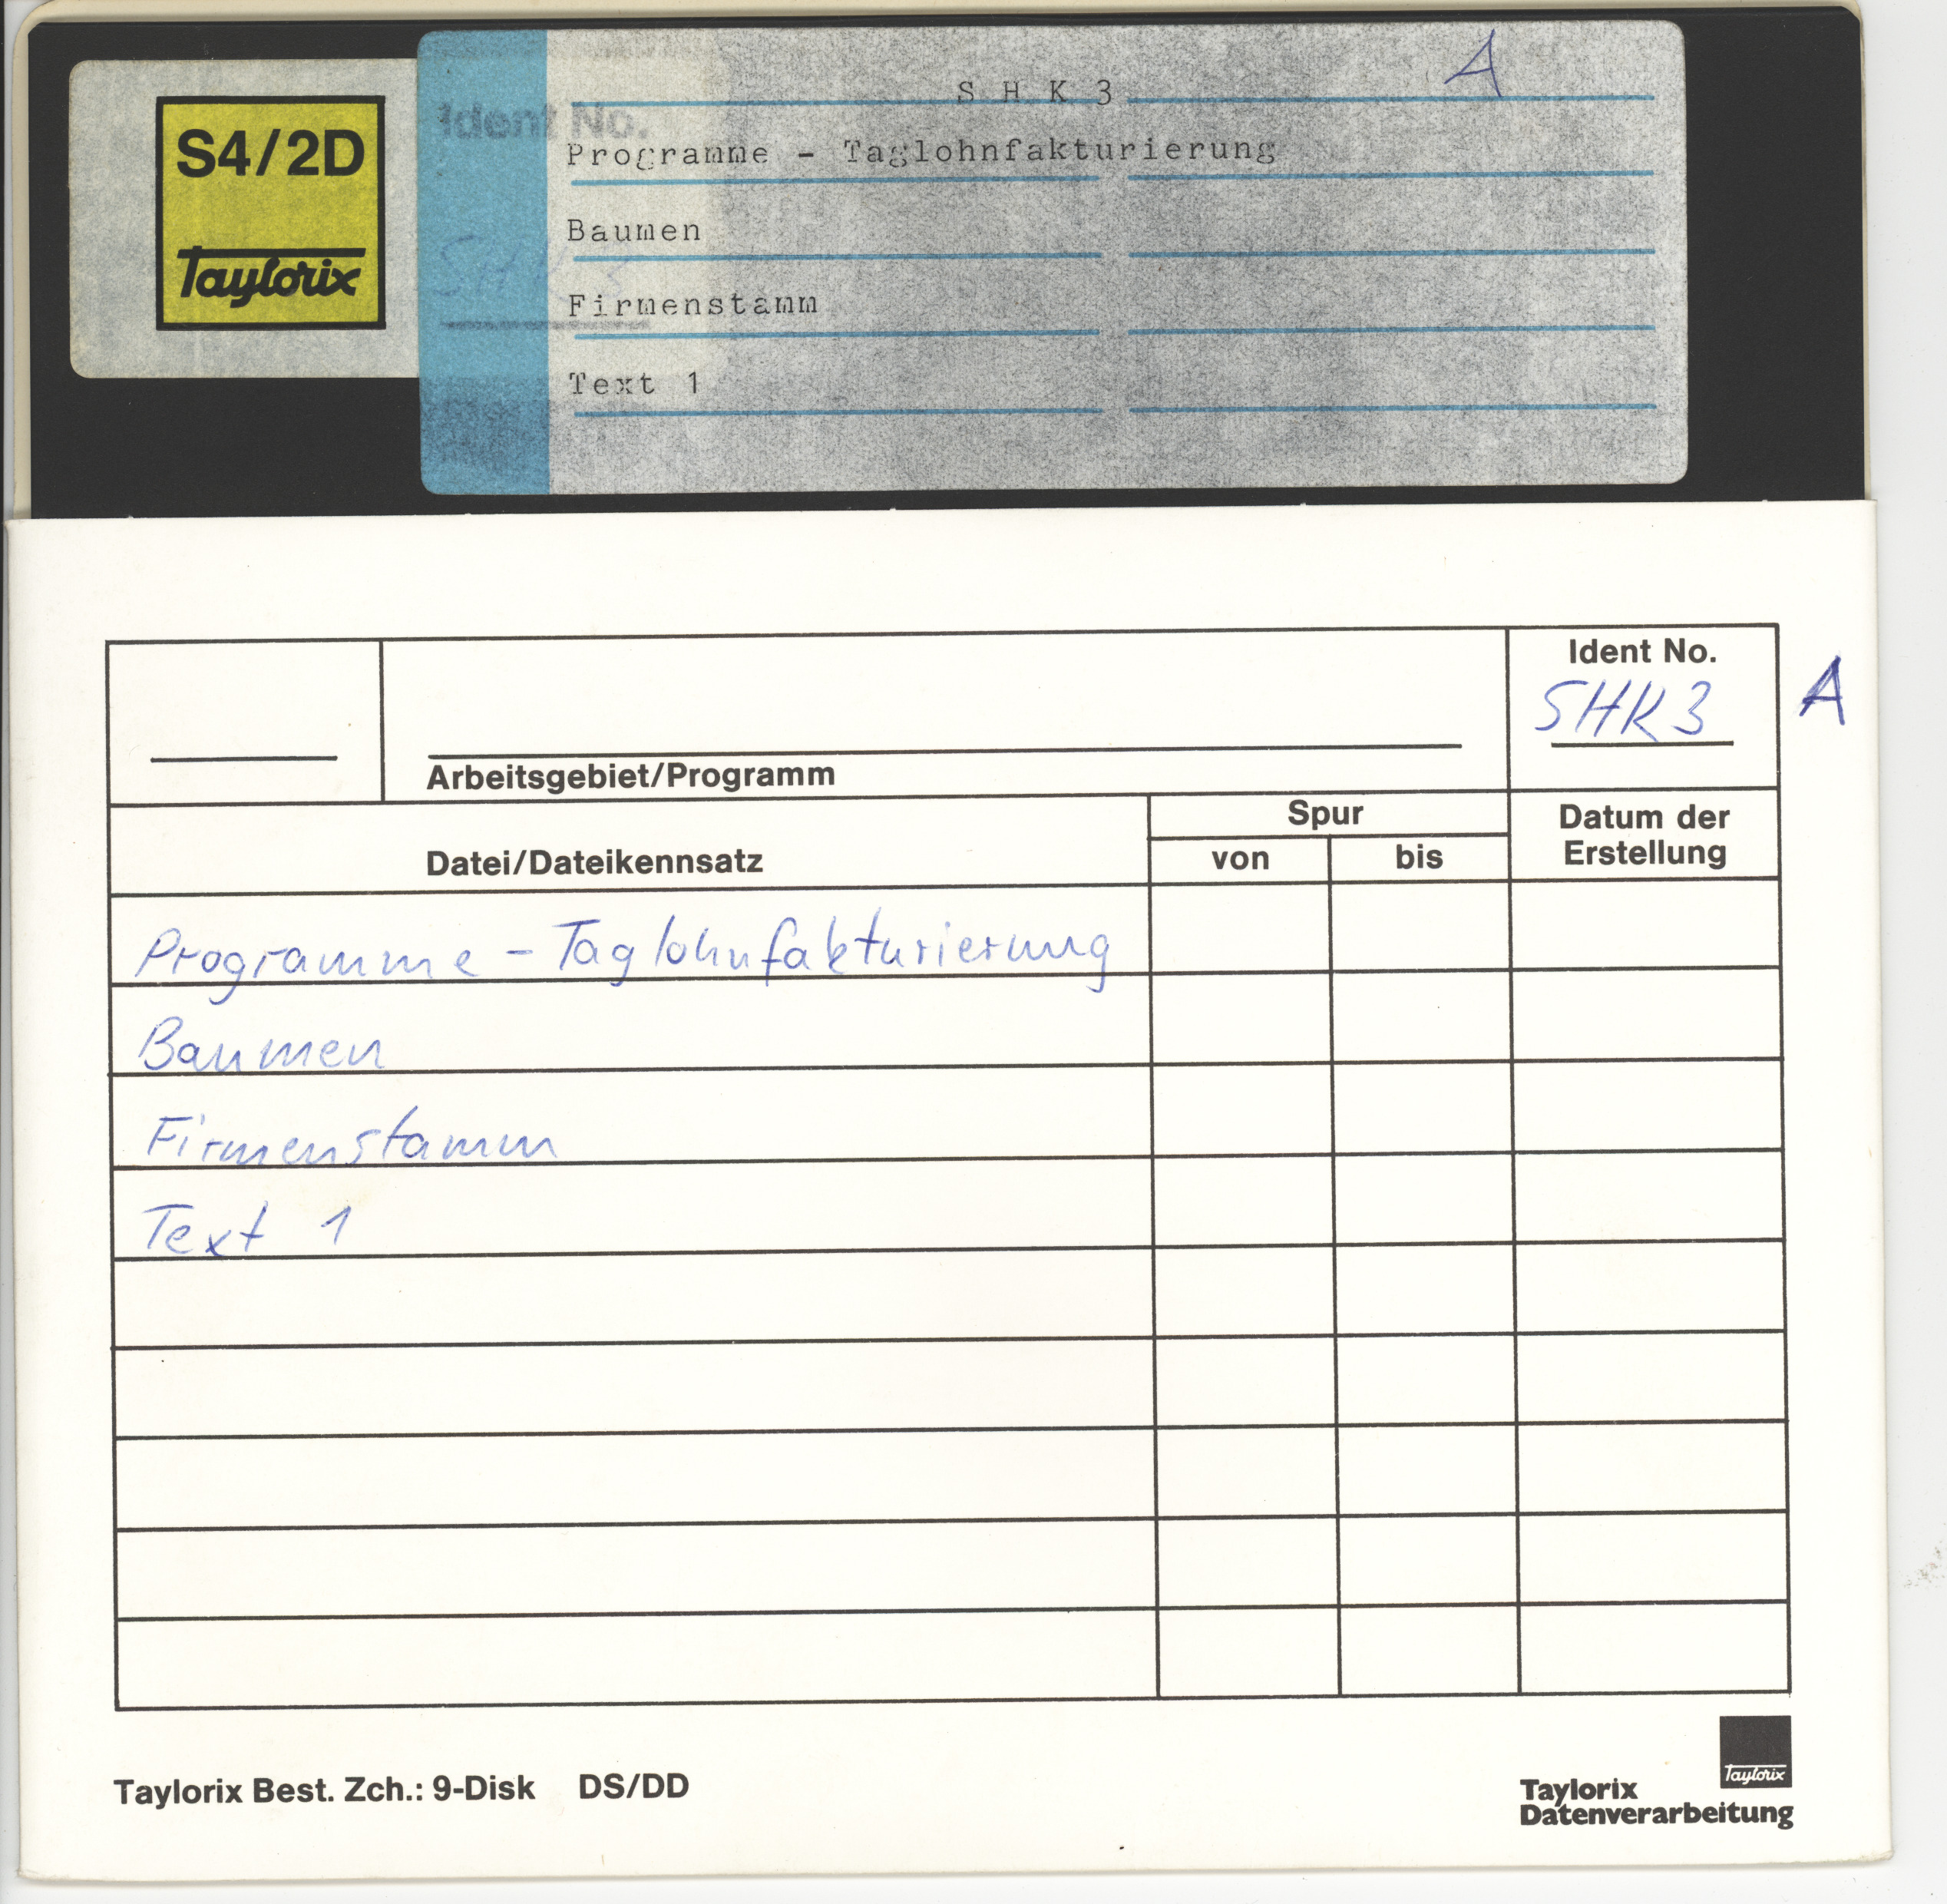 S4/2D
Taylorix
Ident No.
S H K 3
A
Programme - Taglohnfakturierung
Baumen
Firmenstamm
Text 1
Ident No.
SHK3
A
Arbeitsgebiet/Programm
Datei/Dateikennsatz
Spur
von
bis
Datum der
Erstellung
Programme - Taglohnfakturierung
Baumen
Firmenstamm
Text 1
Taylorix Best. Zch.: 9-Disk DS/DD
Taylorix
Taylorix
Datenverarbeitung